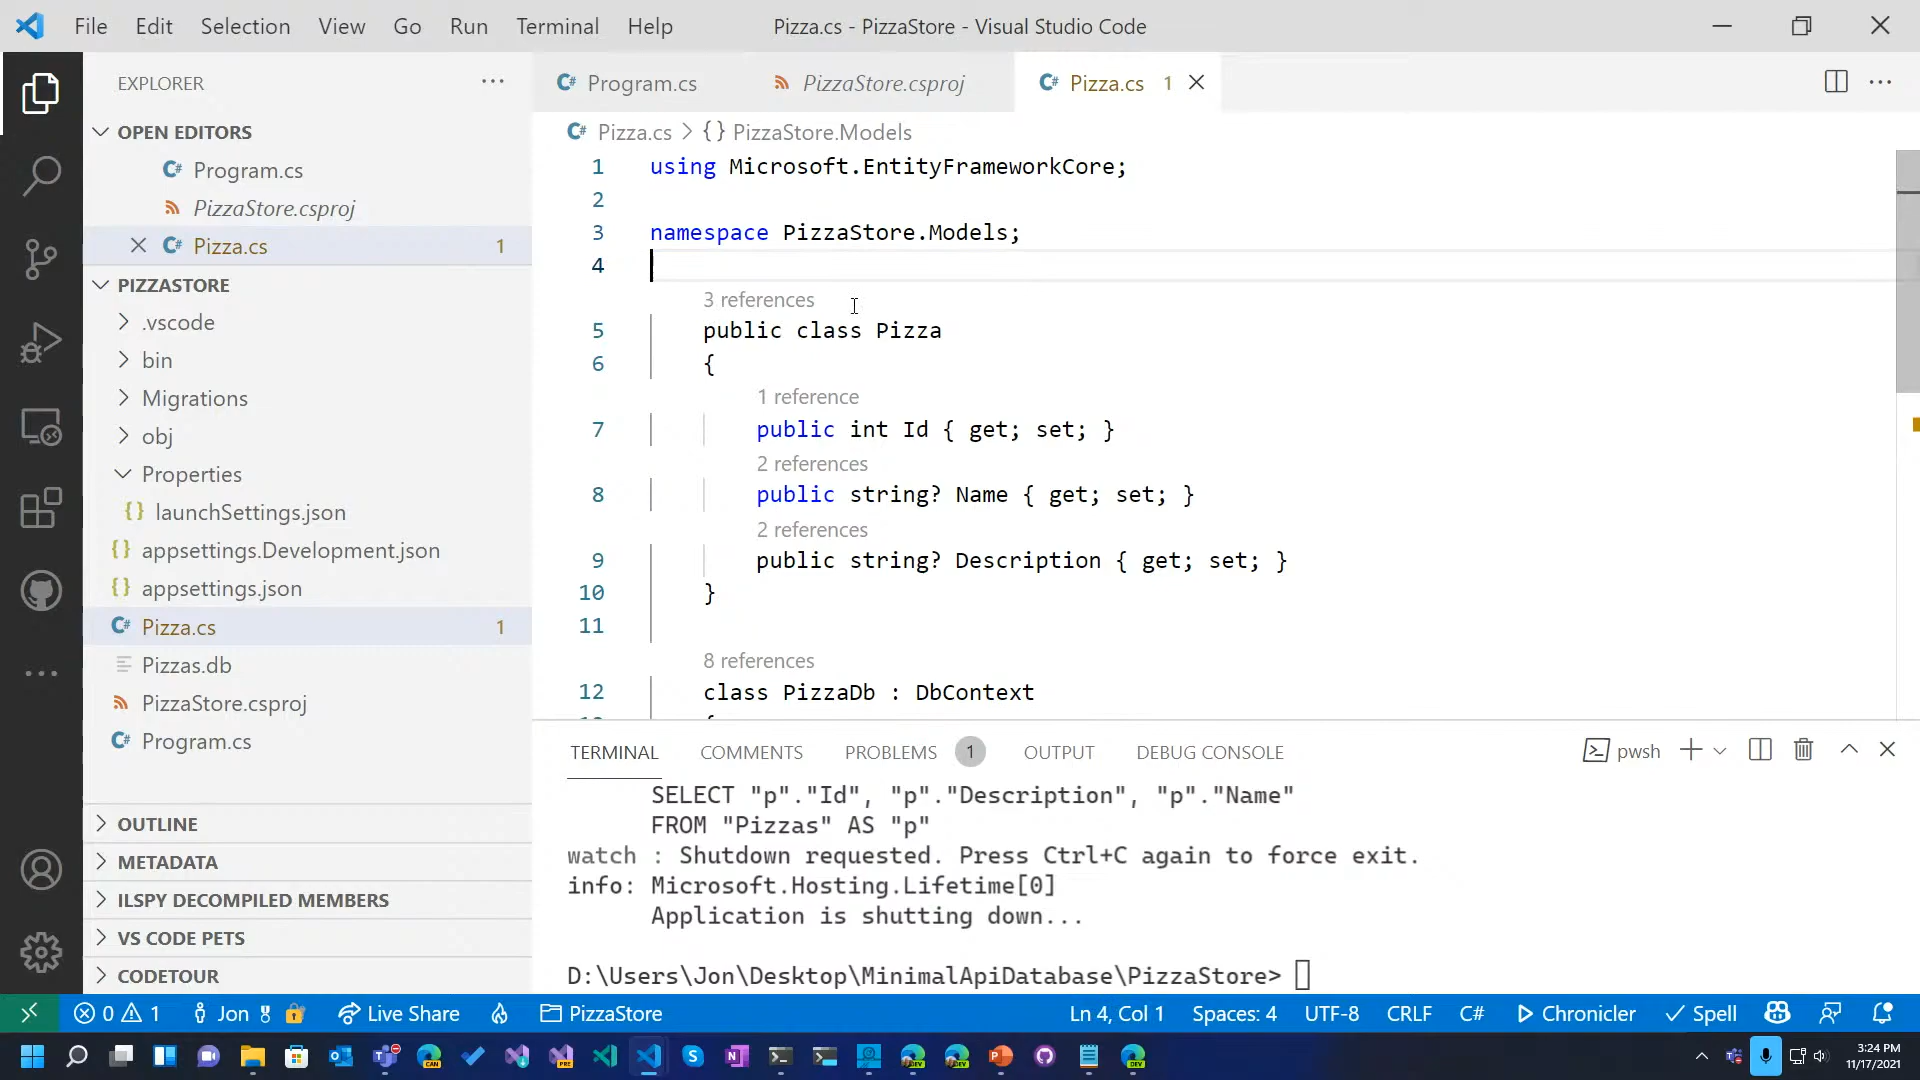 File Edit Selection View Go Run Terminal Help Pizza.cs - PizzaStore - Visual Studio Code
EXPLORER
OPEN EDITORS
Program.cs
PizzaStore.csproj
Pizza.cs 1
PIZZASTORE
.vscode
bin
Migrations
obj
Properties
launchSettings.json
appsettings.Development.json
appsettings.json
Pizza.cs 1
Pizzas.db
PizzaStore.csproj
Program.cs
OUTLINE
METADATA
ILSPY DECOMPILED MEMBERS
VS CODE PETS
CODETOUR
Program.cs PizzaStore.csproj Pizza.cs 1
Pizza.cs > {} PizzaStore.Models
1 using Microsoft.EntityFrameworkCore;
2
3 namespace PizzaStore.Models;
4
3 references
5 public class Pizza
6 {
1 reference
7 public int Id { get; set; }
2 references
8 public string? Name { get; set; }
2 references
9 public string? Description { get; set; }
10 }
11
8 references
12 class PizzaDb : DbContext
TERMINAL COMMENTS PROBLEMS 1 OUTPUT DEBUG CONSOLE pwsh
SELECT "p"."Id", "p"."Description", "p"."Name"
FROM "Pizzas" AS "p"
watch : Shutdown requested. Press Ctrl+C again to force exit.
info: Microsoft.Hosting.Lifetime[0]
Application is shutting down...
D:\Users\Jon\Desktop\MinimalApiDatabase\PizzaStore>
0 1 Jon Live Share PizzaStore Ln 4, Col 1 Spaces: 4 UTF-8 CRLF C# Chronicler Spell
3:24 PM
11/17/2021